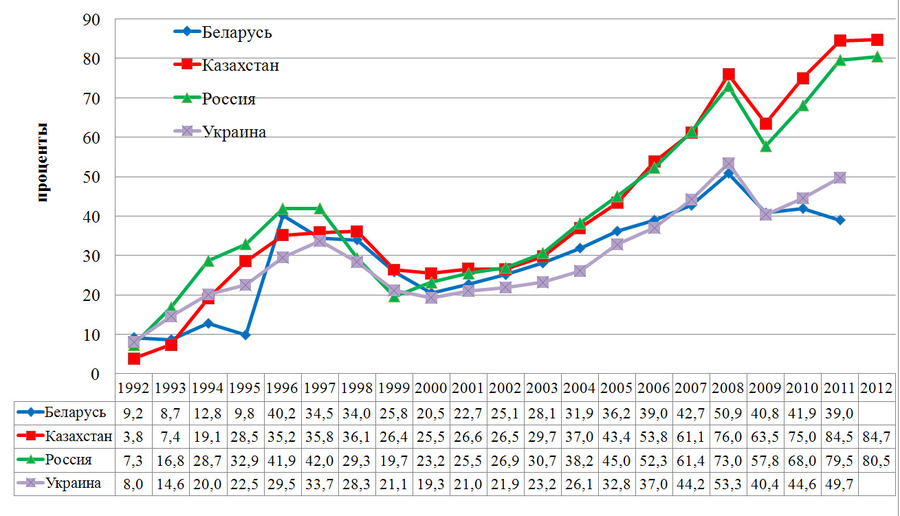 90
Беларусь
80
Казахстан
70
Россия
60
Украина
проценты
50
40
30
20
10
0
1992 1993 1994 1995 1996 1997 1998 1999 2000 2001 2002 2003 2004 2005 2006 2007 2008 2009 2010 2011 2012
Беларусь 9,2 8,7 12,8 9,8 40,2 34,5 34,0 25,8 20,5 22,7 25,1 28,1 31,9 36,2 39,0 42,7 50,9 40,8 41,9 39,0
Казахстан 3,8 7,4 19,1 28,5 35,2 35,8 36,1 26,4 25,5 26,6 26,5 29,7 37,0 43,4 53,8 61,1 76,0 63,5 75,0 84,5 84,7
Россия 7,3 16,8 28,7 32,9 41,9 42,0 29,3 19,7 23,2 25,5 26,9 30,7 38,2 45,0 52,3 61,4 73,0 57,8 68,0 79,5 80,5
Украина 8,0 14,6 20,0 22,5 29,5 33,7 28,3 21,1 19,3 21,0 21,9 23,2 26,1 32,8 37,0 44,2 53,3 40,4 44,6 49,7